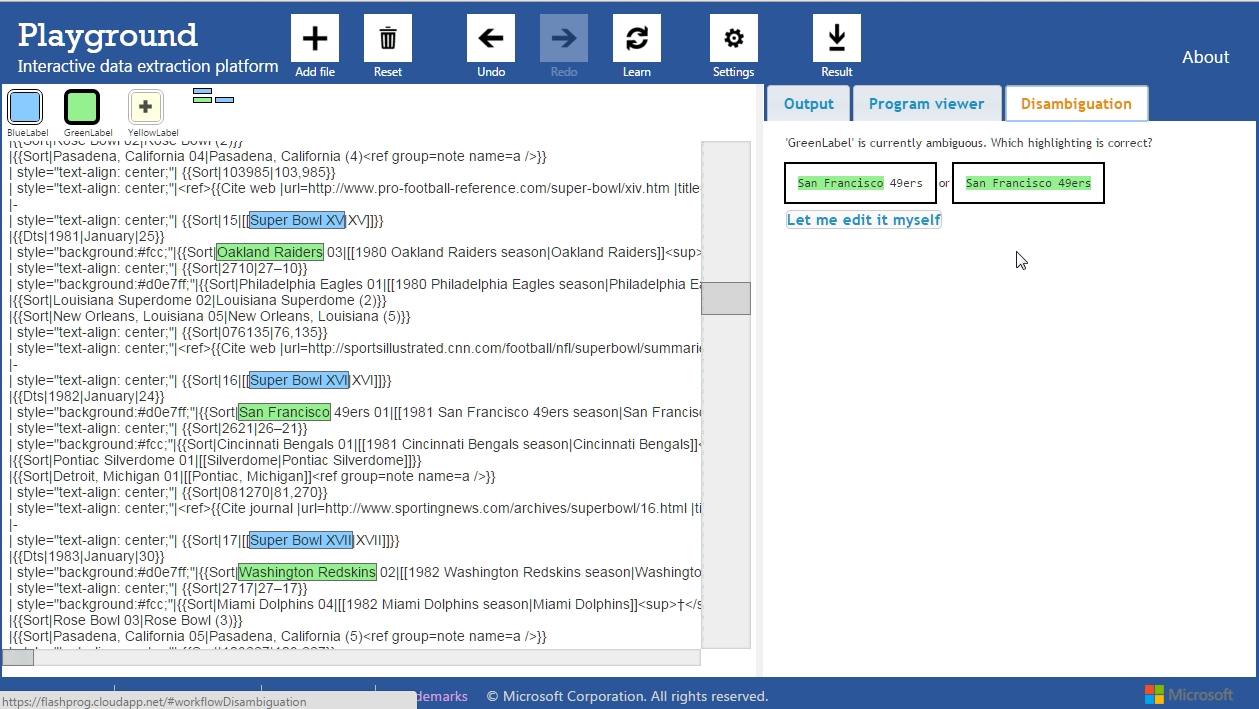 Playground
Interactive data extraction platform
Add file
Reset
Undo
Redo
Learn
Settings
Result
About
BlueLabel
GreenLabel
YellowLabel
|{{Sort|Rose Bowl 02|Rose Bowl (2)}}
|{{Sort|Pasadena, California 04|Pasadena, California (4)<ref group=note name=a />}}
| style="text-align: center;"| {{Sort|103985|103,985}}
| style="text-align: center;"|<ref>{{Cite web |url=http://www.pro-football-reference.com/super-bowl/xiv.htm |title
|-
| style="text-align: center;"| {{Sort|15|[[Super Bowl XV|XV]]}}
|{{Dts|1981|January|25}}
| style="background:#fcc;"|{{Sort|Oakland Raiders 03|[[1980 Oakland Raiders season|Oakland Raiders]]<sup>
| style="text-align: center;"| {{Sort|2710|27–10}}
| style="background:#d0e7ff;"|{{Sort|Philadelphia Eagles 01|[[1980 Philadelphia Eagles season|Philadelphia Ea
|{{Sort|Louisiana Superdome 02|Louisiana Superdome (2)}}
|{{Sort|New Orleans, Louisiana 05|New Orleans, Louisiana (5)}}
| style="text-align: center;"| {{Sort|076135|76,135}}
| style="text-align: center;"|<ref>{{Cite web |url=http://sportsillustrated.cnn.com/football/nfl/superbowl/summarie
|-
| style="text-align: center;"| {{Sort|16|[[Super Bowl XVI|XVI]]}}
|{{Dts|1982|January|24}}
| style="background:#d0e7ff;"|{{Sort|San Francisco 49ers 01|[[1981 San Francisco 49ers season|San Francisc
| style="text-align: center;"| {{Sort|2621|26–21}}
| style="background:#fcc;"|{{Sort|Cincinnati Bengals 01|[[1981 Cincinnati Bengals season|Cincinnati Bengals]]<
|{{Sort|Pontiac Silverdome 01|[[Silverdome|Pontiac Silverdome]]}}
|{{Sort|Detroit, Michigan 01|[[Pontiac, Michigan]]<ref group=note name=a />}}
| style="text-align: center;"| {{Sort|081270|81,270}}
| style="text-align: center;"|<ref>{{Cite journal |url=http://www.sportingnews.com/archives/superbowl/16.html |ti
|-
| style="text-align: center;"| {{Sort|17|[[Super Bowl XVII|XVII]]}}
|{{Dts|1983|January|30}}
| style="background:#d0e7ff;"|{{Sort|Washington Redskins 02|[[1982 Washington Redskins season|Washingto
| style="text-align: center;"| {{Sort|2717|27–17}}
| style="background:#fcc;"|{{Sort|Miami Dolphins 04|[[1982 Miami Dolphins season|Miami Dolphins]]<sup>†</s
|{{Sort|Rose Bowl 03|Rose Bowl (3)}}
|{{Sort|Pasadena, California 05|Pasadena, California (5)<ref group=note name=a />}}
Output
Program viewer
Disambiguation
'GreenLabel' is currently ambiguous. Which highlighting is correct?
San Francisco 49ers or San Francisco 49ers
Let me edit it myself
https://flashprog.cloudapp.net/#workflowDisambiguation
demarks
© Microsoft Corporation. All rights reserved.
Microsoft